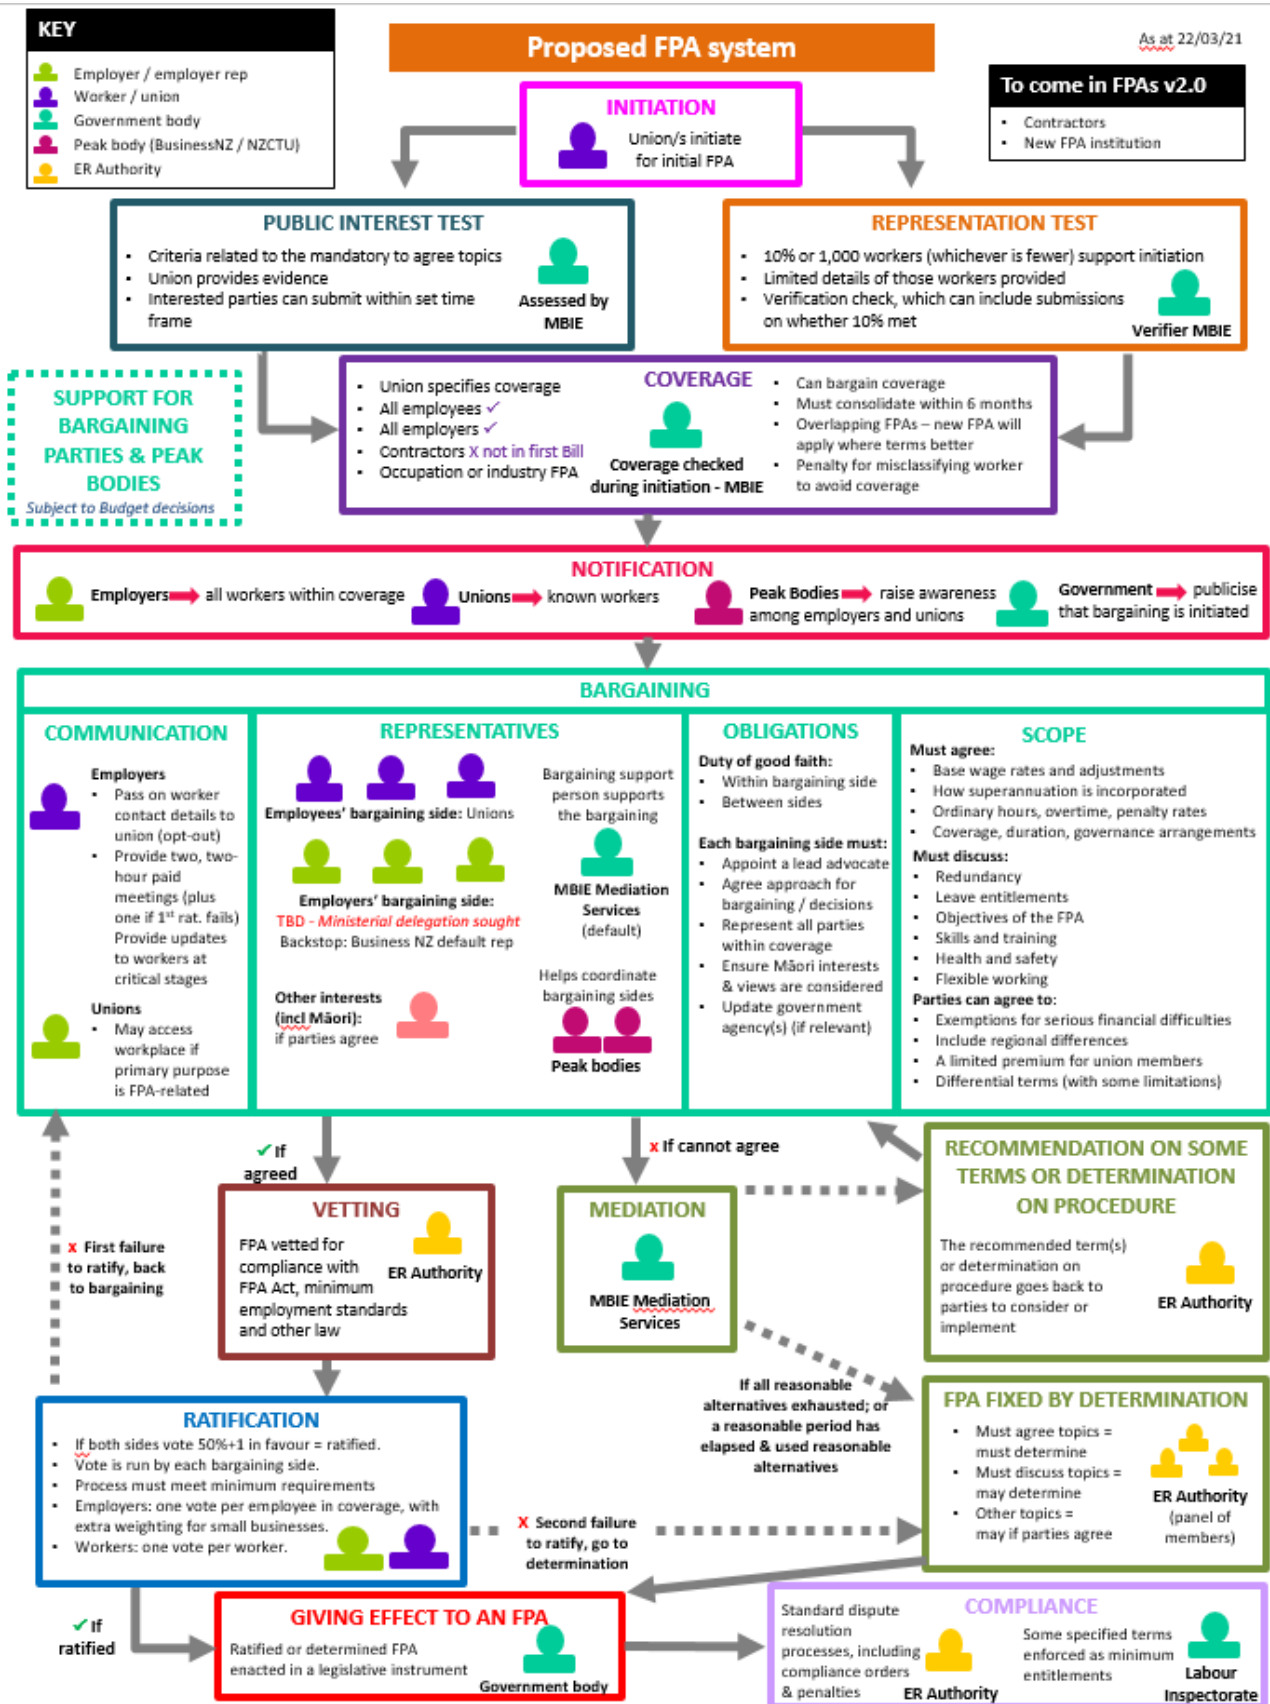 KEY
Employer / employer rep
Worker / union
Government body
Peak body (BusinessNZ / NZCTU)
ER Authority
Proposed FPA system
As at 22/03/21
To come in FPAs v2.0
▪ Contractors
▪ New FPA institution
INITIATION
Union/s initiate
for initial FPA
PUBLIC INTEREST TEST
▪ Criteria related to the mandatory to agree topics
▪ Union provides evidence
▪ Interested parties can submit within set time
frame
Assessed by
MBIE
REPRESENTATION TEST
▪ 10% or 1,000 workers (whichever is fewer) support initiation
▪ Limited details of those workers provided
▪ Verification check, which can include submissions
on whether 10% met
Verifier MBIE
SUPPORT FOR
BARGAINING
PARTIES & PEAK
BODIES
Subject to Budget decisions
COVERAGE
▪ Union specifies coverage
▪ All employees ✓
▪ All employers ✓
▪ Contractors X not in first Bill
▪ Occupation or industry FPA
Coverage checked
during initiation - MBIE
▪ Can bargain coverage
▪ Must consolidate within 6 months
▪ Overlapping FPAs – new FPA will
apply where terms better
▪ Penalty for misclassifying worker
to avoid coverage
NOTIFICATION
Employers all workers within coverage
Unions known workers
Peak Bodies raise awareness
among employers and unions
Government publicise
that bargaining is initiated
BARGAINING
COMMUNICATION
Employers
▪ Pass on worker
contact details to
union (opt-out)
▪ Provide two, two-
hour paid
meetings (plus
one if 1st rat. fails)
Provide updates
to workers at
critical stages
Unions
▪ May access
workplace if
primary purpose
is FPA-related
REPRESENTATIVES
Employees' bargaining side: Unions
Employers' bargaining side:
TBD - Ministerial delegation sought
Backstop: Business NZ default rep
Other interests
(incl Māori):
if parties agree
Bargaining support
person supports
the bargaining
MBIE Mediation
Services
(default)
Helps coordinate
bargaining sides
Peak bodies
OBLIGATIONS
Duty of good faith:
▪ Within bargaining side
▪ Between sides
Each bargaining side must:
▪ Appoint a lead advocate
▪ Agree approach for
bargaining / decisions
▪ Represent all parties
within coverage
▪ Ensure Māori interests
& views are considered
▪ Update government
agency(s) (if relevant)
SCOPE
Must agree:
▪ Base wage rates and adjustments
▪ How superannuation is incorporated
▪ Ordinary hours, overtime, penalty rates
▪ Coverage, duration, governance arrangements
Must discuss:
▪ Redundancy
▪ Leave entitlements
▪ Objectives of the FPA
▪ Skills and training
▪ Health and safety
▪ Flexible working
Parties can agree to:
▪ Exemptions for serious financial difficulties
▪ Include regional differences
▪ A limited premium for union members
▪ Differential terms (with some limitations)
✓ If
agreed
x If cannot agree
x First failure
to ratify, back
to bargaining
VETTING
FPA vetted for
compliance with
FPA Act, minimum
employment standards
and other law
ER Authority
MEDIATION
MBIE Mediation
Services
RECOMMENDATION ON SOME
TERMS OR DETERMINATION
ON PROCEDURE
The recommended term(s)
or determination on
procedure goes back to
parties to consider or
implement
ER Authority
If all reasonable
alternatives exhausted; or
a reasonable period has
elapsed & used reasonable
alternatives
FPA FIXED BY DETERMINATION
▪ Must agree topics =
must determine
▪ Must discuss topics =
may determine
▪ Other topics =
may if parties agree
ER Authority
(panel of
members)
RATIFICATION
▪ If both sides vote 50%+1 in favour = ratified.
▪ Vote is run by each bargaining side.
▪ Process must meet minimum requirements
▪ Employers: one vote per employee in coverage, with
extra weighting for small businesses.
▪ Workers: one vote per worker.
X Second failure
to ratify, go to
determination
✓ If
ratified
GIVING EFFECT TO AN FPA
Ratified or determined FPA
enacted in a legislative instrument
Government body
COMPLIANCE
Standard dispute
resolution
processes, including
compliance orders
& penalties
ER Authority
Some specified terms
enforced as minimum
entitlements
Labour
Inspectorate